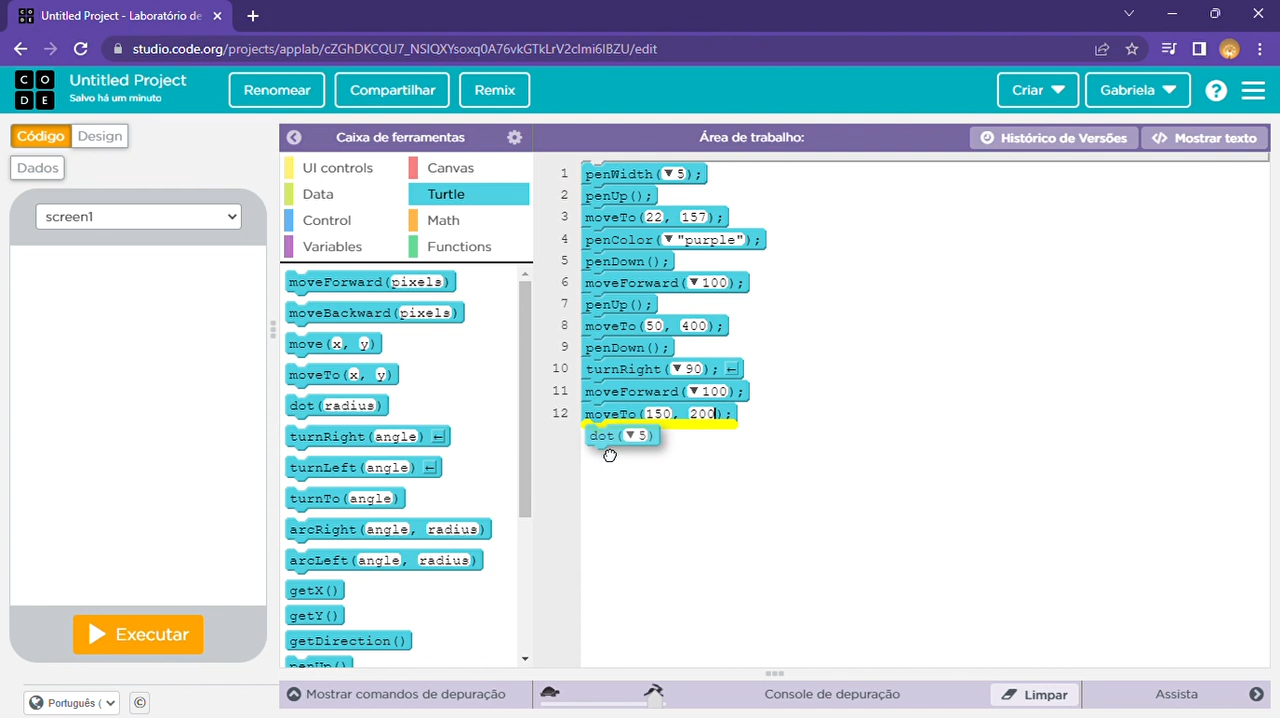 Untitled Project - Laboratório de
studio.code.org/projects/applab/cZGhDKCQU7_NSIQXYsoxq0A76vkGTkLrV2clmi6IBZU/edit
C O D E
Untitled Project
Salvo há um minuto
Renomear
Compartilhar
Remix
Criar
Gabriela
?
Código
Design
Dados
screen1
Executar
Português (
©
Caixa de ferramentas
UI controls
Canvas
Data
Turtle
Control
Math
Variables
Functions
moveForward(pixels)
moveBackward(pixels)
move(x, y)
moveTo(x, y)
dot(radius)
turnRight(angle)
turnLeft(angle)
turnTo(angle)
arcRight(angle, radius)
arcLeft(angle, radius)
getX()
getY()
getDirection()
penUp()
Área de trabalho:
Histórico de Versões
</> Mostrar texto
1 penWidth(5);
2 penUp();
3 moveTo(22, 157);
4 penColor("purple");
5 penDown();
6 moveForward(100);
7 penUp();
8 moveTo(50, 400);
9 penDown();
10 turnRight(90);
11 moveForward(100);
12 moveTo(150, 200);
dot(5)
Mostrar comandos de depuração
Console de depuração
Limpar
Assista